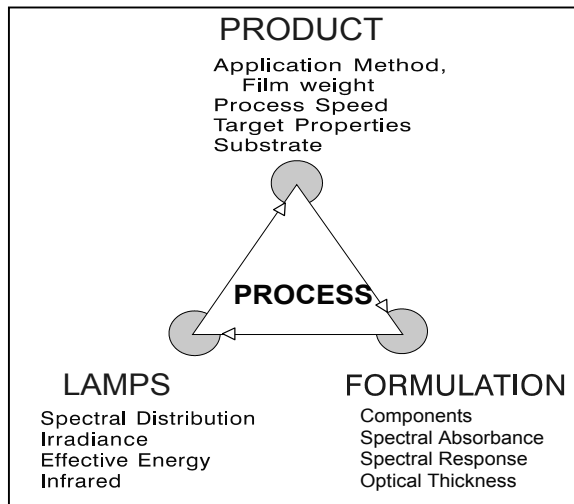 PRODUCT
Application Method,
Film weight
Process Speed
Target Properties
Substrate
PROCESS
LAMPS
Spectral Distribution
Irradiance
Effective Energy
Infrared
FORMULATION
Components
Spectral Absorbance
Spectral Response
Optical Thickness